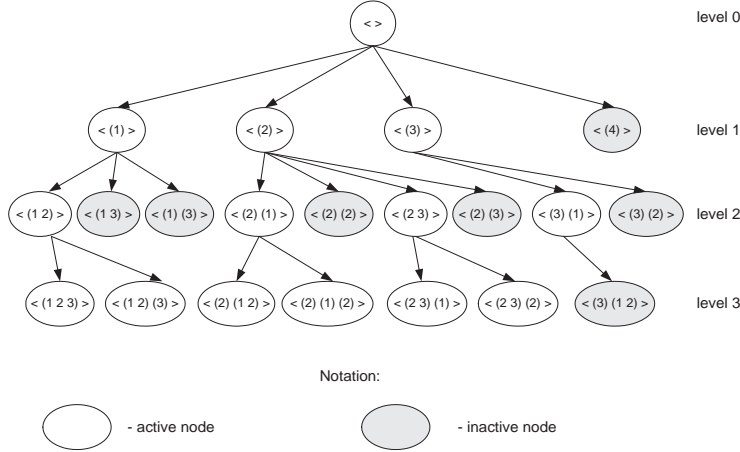 < >
level 0
< (1) >
< (2) >
< (3) >
< (4) >
level 1
< (1 2) >
< (1 3) >
< (1) (3) >
< (2) (1) >
< (2) (2) >
< (2 3) >
< (2) (3) >
< (3) (1) >
< (3) (2) >
level 2
< (1 2 3) >
< (1 2) (3) >
< (2) (1 2) >
< (2) (1) (2) >
< (2 3) (1) >
< (2 3) (2) >
< (3) (1 2) >
level 3
Notation:
- active node
- inactive node